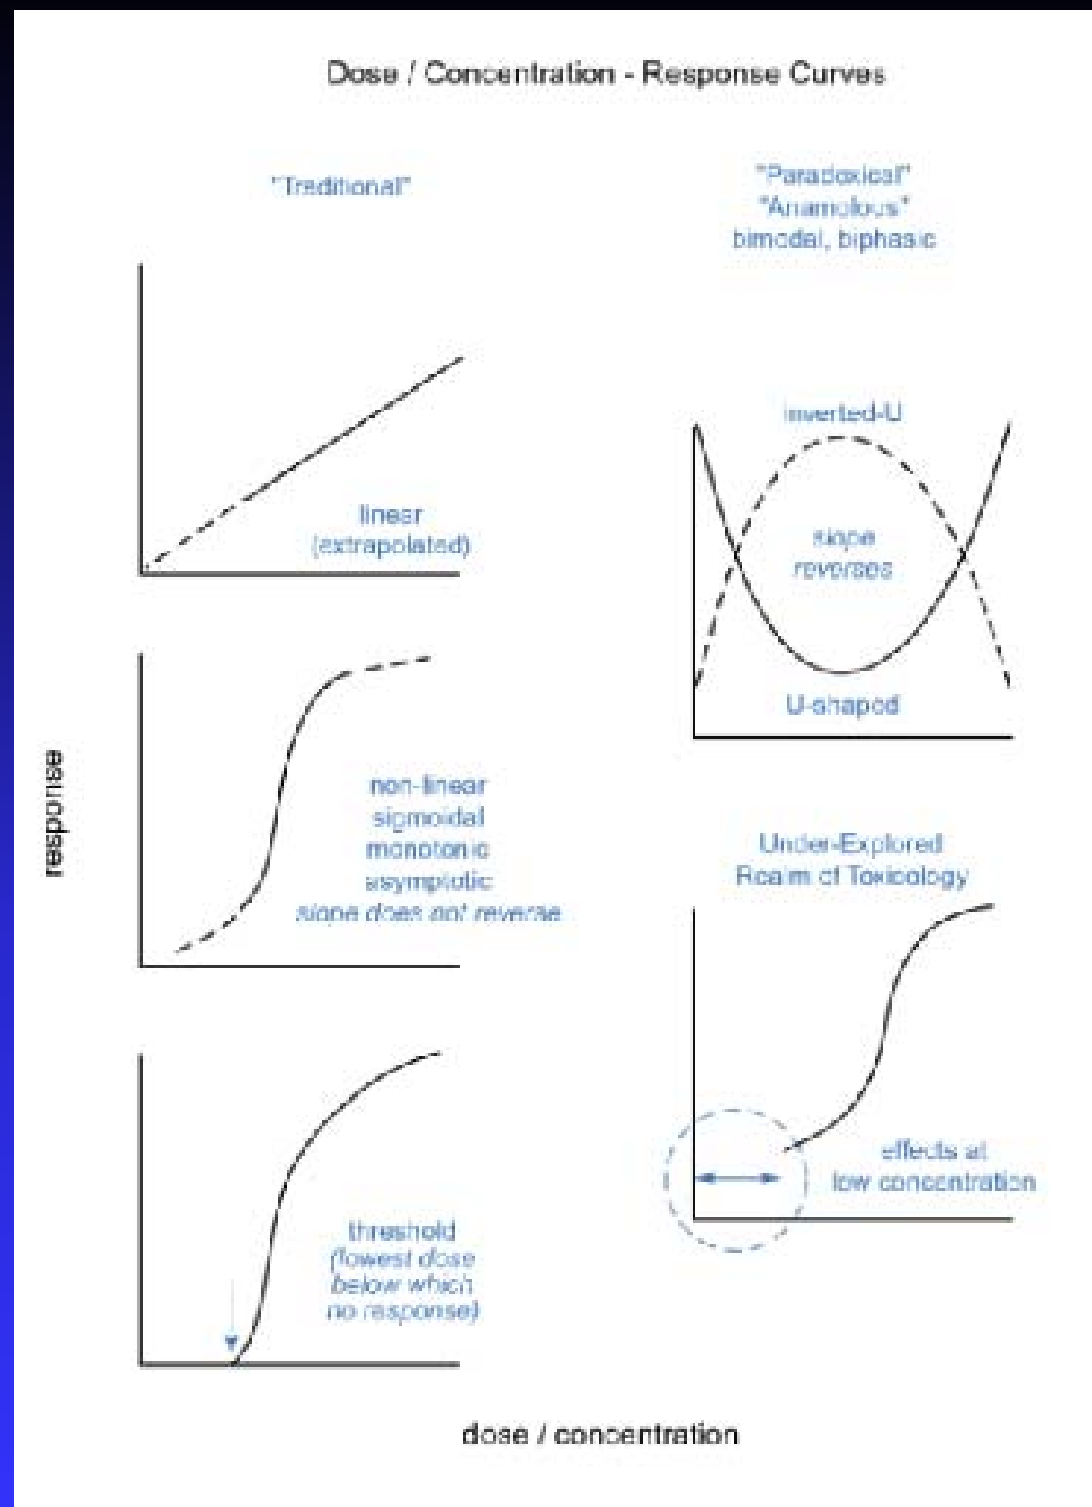 Dose / Concentration - Response Curves
"Traditional"
linear
(extrapolated)
response
non-linear
sigmoidal
monotonic
asymptotic
slope does not reverse
threshold
(lowest dose
below which
no response)
"Paradoxical"
"Anamolous"
bimodal, biphasic
inverted-U
slope
reverses
U-shaped
Under-Explored
Realm of Toxicology
effects at
low concentration
dose / concentration